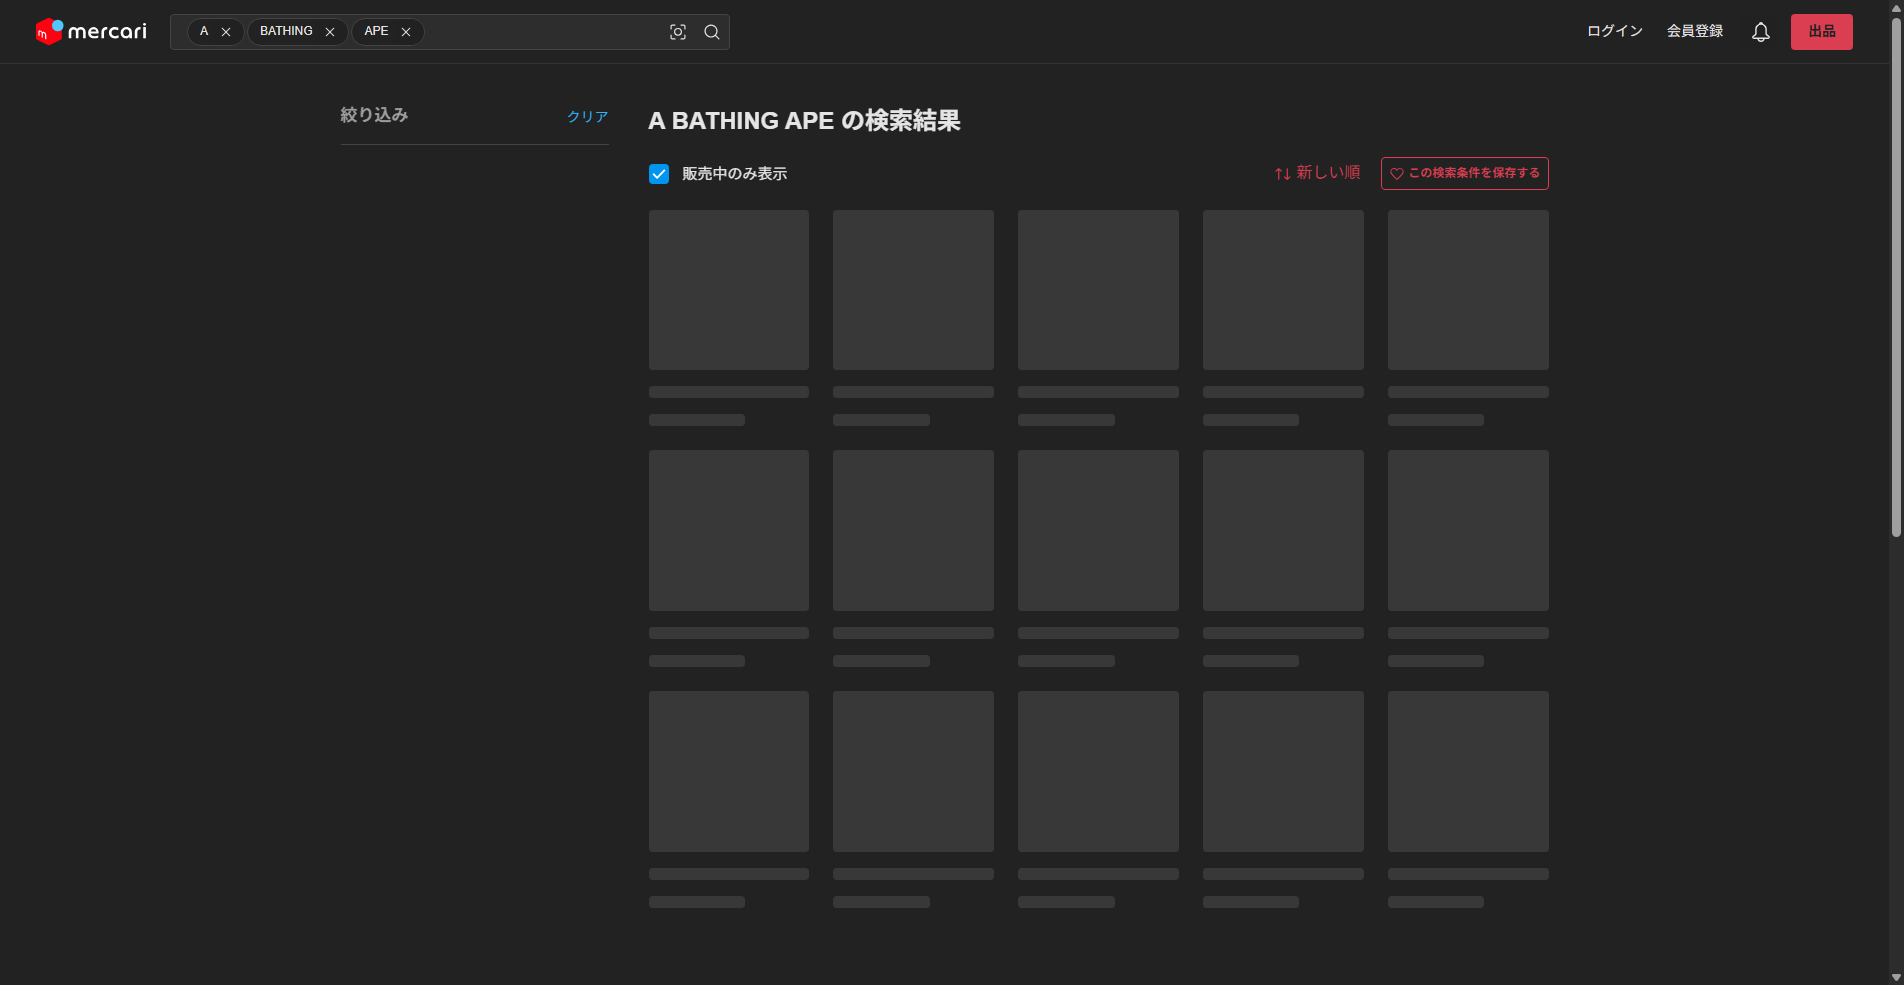 mercari
A
BATHING
APE
ログイン
会員登録
出品
絞り込み
クリア
A BATHING APE の検索結果
販売中のみ表示
新しい順
この検索条件を保存する